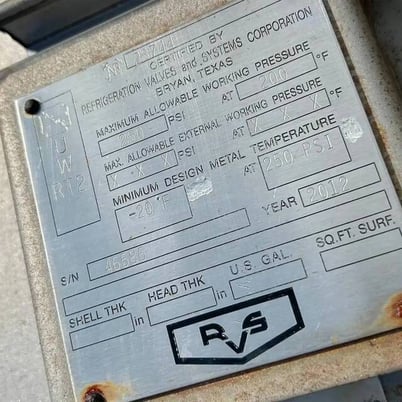 CERTIFIED BY
REFRIGERATION VALVES and SYSTEMS CORPORATION
BRYAN, TEXAS
N
U
W
RT2
MAXIMUM ALLOWABLE WORKING PRESSURE
250 PSI AT 200 °F
MAX. ALLOWABLE EXTERNAL WORKING PRESSURE
X X X PSI AT X X X °F
MINIMUM DESIGN METAL TEMPERATURE
-20°F AT 250 PSI
S/N YEAR 2012
SHELL THK in HEAD THK in U.S. GAL. SQ.FT. SURF.
RVS